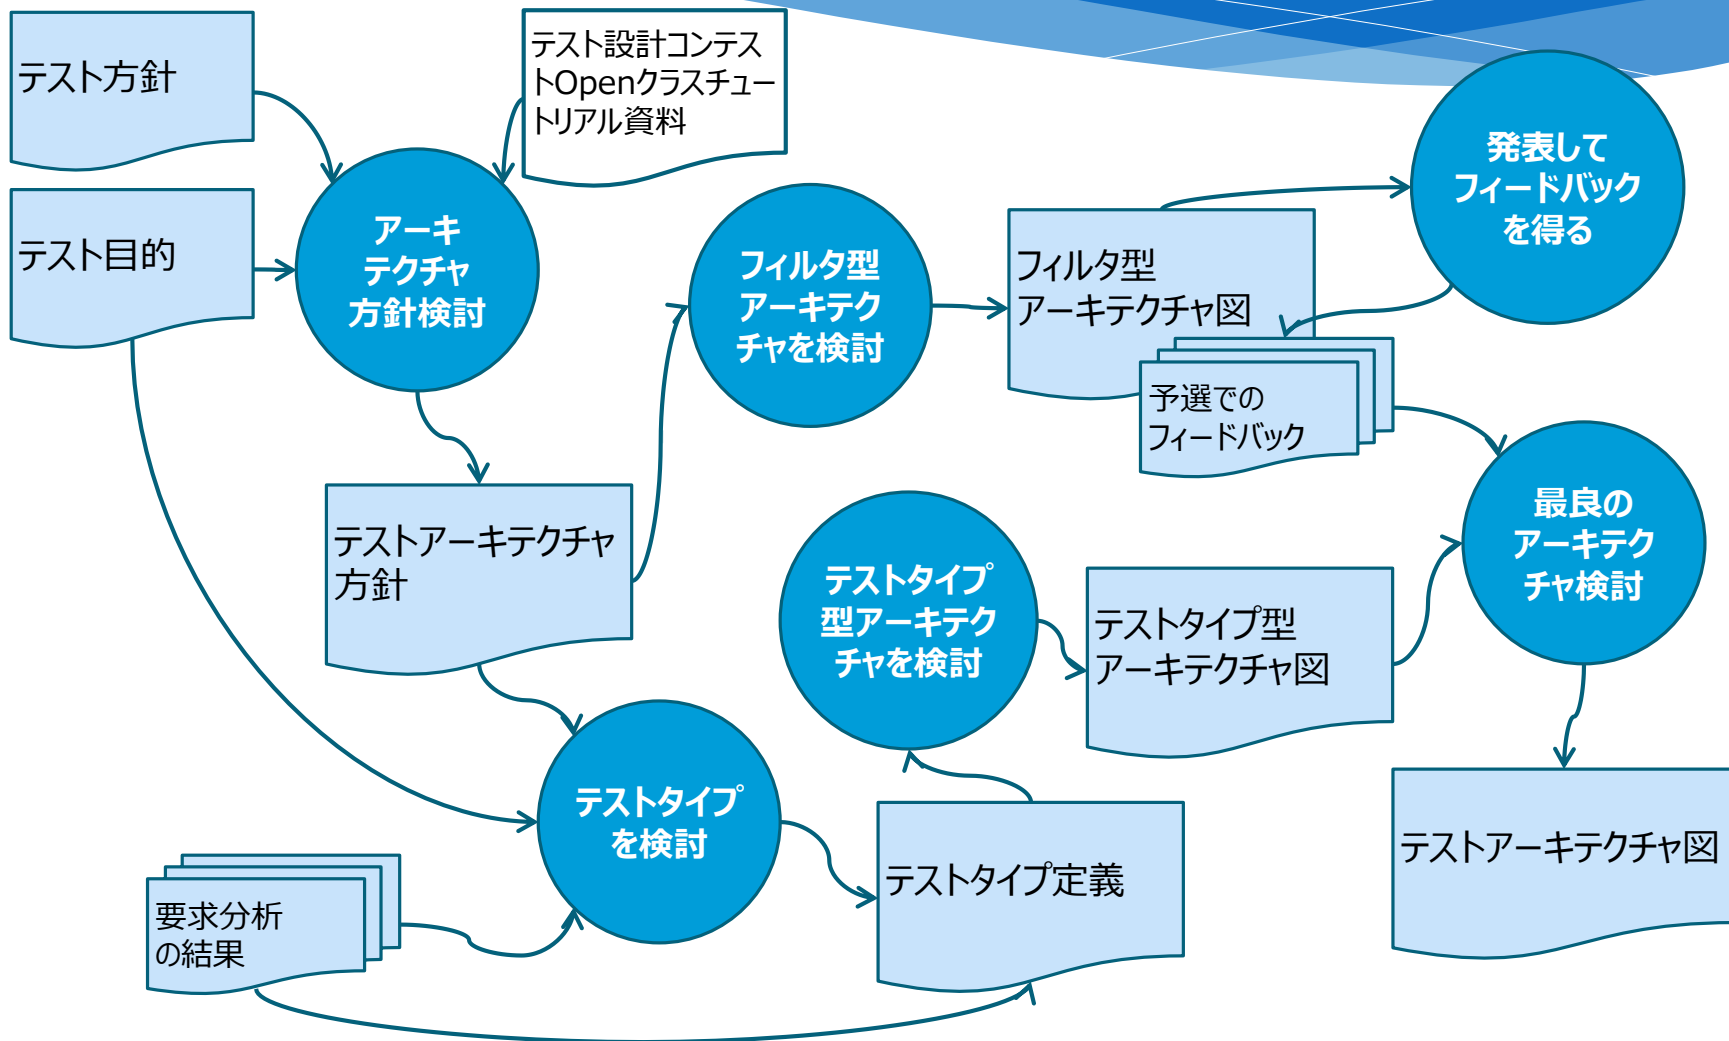 テスト方針
テスト設計コンテス
トOpenクラスチュー
トリアル資料
テスト目的
アーキ
テクチャ
方針検討
フィルタ型
アーキテク
チャを検討
フィルタ型
アーキテクチャ図
発表して
フィードバック
を得る
予選での
フィードバック
テストアーキテクチャ
方針
テストタイプ
型アーキテク
チャを検討
テストタイプ型
アーキテクチャ図
最良の
アーキテク
チャ検討
テストタイプ
を検討
テストタイプ定義
テストアーキテクチャ図
要求分析
の結果